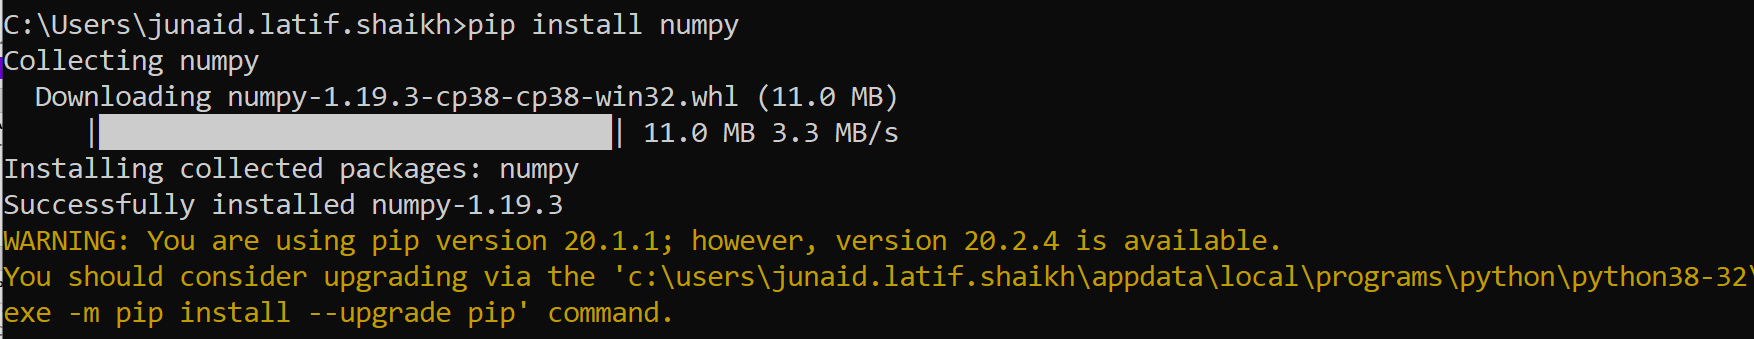 C:\Users\junaid.latif.shaikh>pip install numpy
Collecting numpy
  Downloading numpy-1.19.3-cp38-cp38-win32.whl (11.0 MB)
     |████████████████████████████████| 11.0 MB 3.3 MB/s
Installing collected packages: numpy
Successfully installed numpy-1.19.3
WARNING: You are using pip version 20.1.1; however, version 20.2.4 is available.
You should consider upgrading via the 'c:\users\junaid.latif.shaikh\appdata\local\programs\python\python38-32\
exe -m pip install --upgrade pip' command.